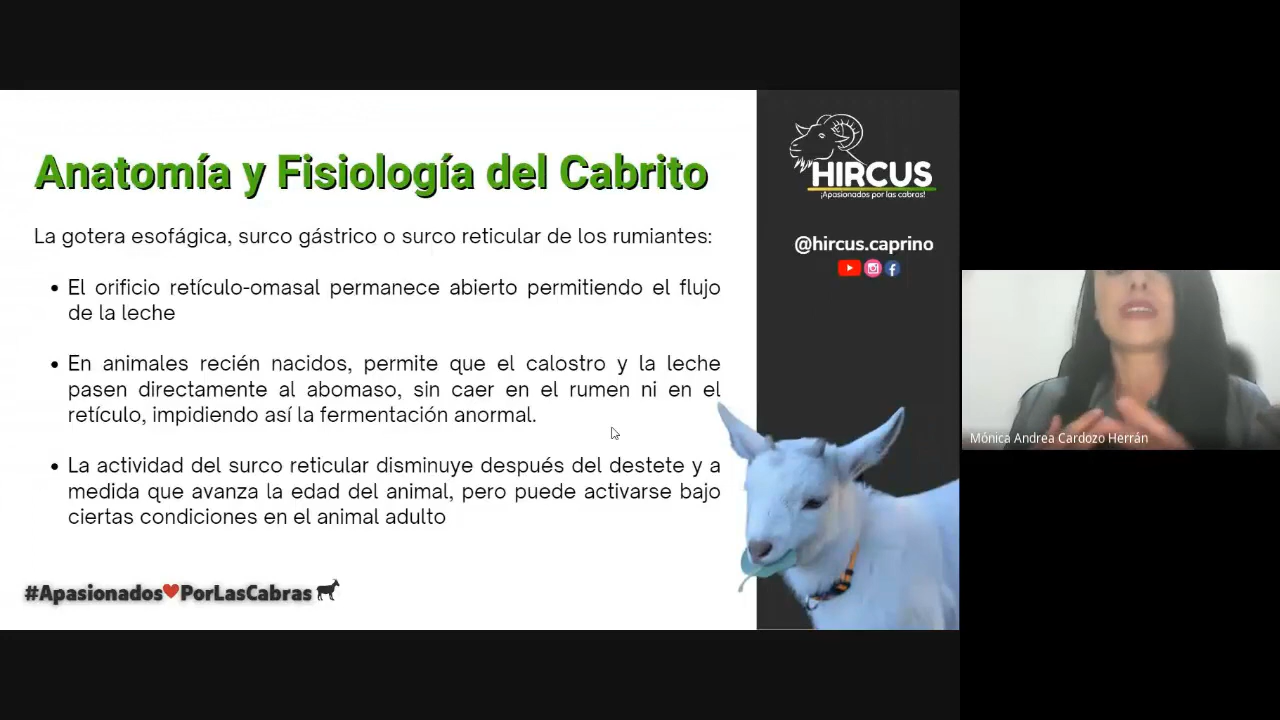 Anatomía y Fisiología del Cabrito
La gotera esofágica, surco gástrico o surco reticular de los rumiantes:
• El orificio retículo-omasal permanece abierto permitiendo el flujo
de la leche
• En animales recién nacidos, permite que el calostro y la leche
pasen directamente al abomaso, sin caer en el rumen ni en el
retículo, impidiendo así la fermentación anormal.
• La actividad del surco reticular disminuye después del destete y a
medida que avanza la edad del animal, pero puede activarse bajo
ciertas condiciones en el animal adulto
#Apasionados❤PorLasCabras
HIRCUS
¡Apasionados por las cabras!
@hircus.caprino
Mónica Andrea Cardozo Herrán